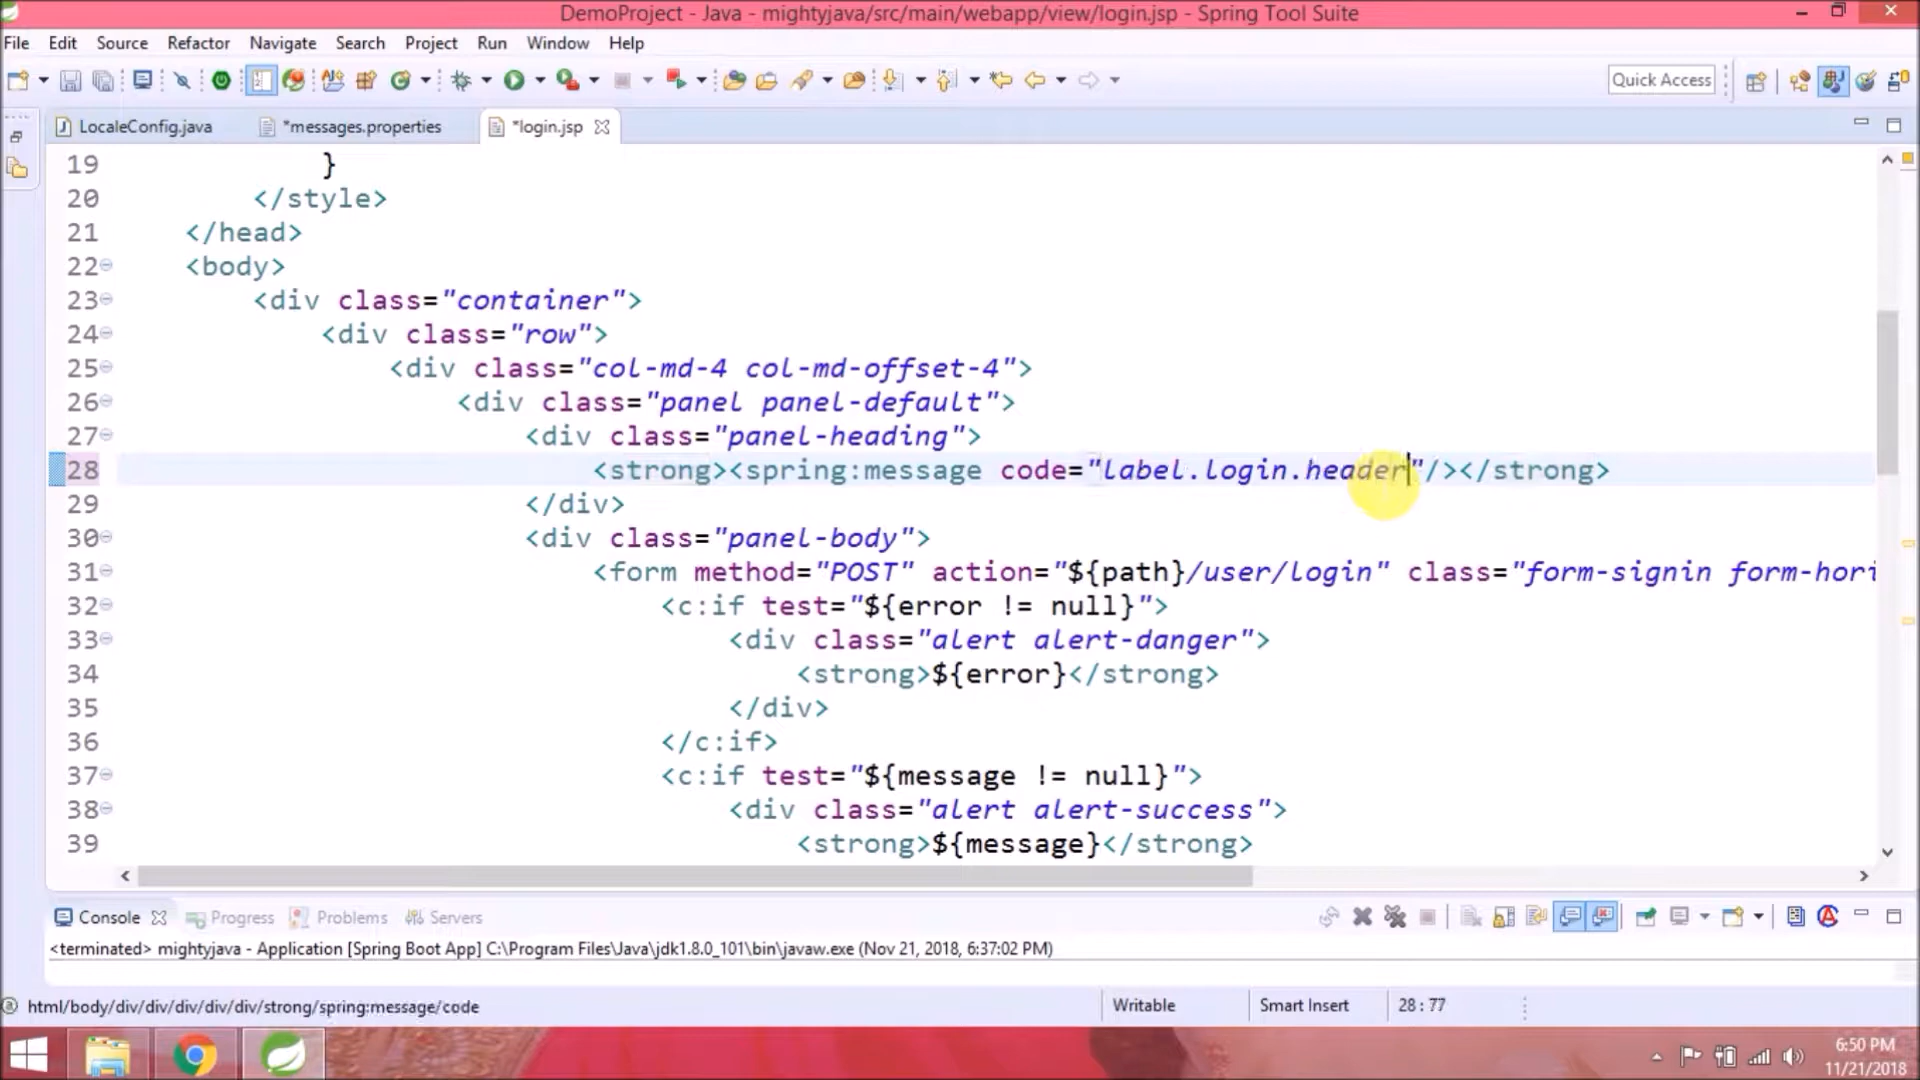 DemoProject - Java - mightyjava/src/main/webapp/view/login.jsp - Spring Tool Suite
File Edit Source Refactor Navigate Search Project Run Window Help
Quick Access
LocaleConfig.java *messages.properties *login.jsp
19 }
20 </style>
21 </head>
22 <body>
23 <div class="container">
24 <div class="row">
25 <div class="col-md-4 col-md-offset-4">
26 <div class="panel panel-default">
27 <div class="panel-heading">
28 <strong><spring:message code="label.login.header"/></strong>
29 </div>
30 <div class="panel-body">
31 <form method="POST" action="${path}/user/login" class="form-signin form-hori
32 <c:if test="${error != null}">
33 <div class="alert alert-danger">
34 <strong>${error}</strong>
35 </div>
36 </c:if>
37 <c:if test="${message != null}">
38 <div class="alert alert-success">
39 <strong>${message}</strong>
Console Progress Problems Servers
<terminated> mightyjava - Application [Spring Boot App] C:\Program Files\Java\jdk1.8.0_101\bin\javaw.exe (Nov 21, 2018, 6:37:02 PM)
html/body/div/div/div/div/div/strong/spring:message/code Writable Smart Insert 28 : 77
6:50 PM
11/21/2018